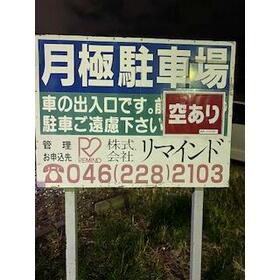 月極駐車場
車の出入口です。前
駐車ご遠慮下さい
空あり
管理
お申込先
REMIND
株式会社 リマインド
☎046(228)2103